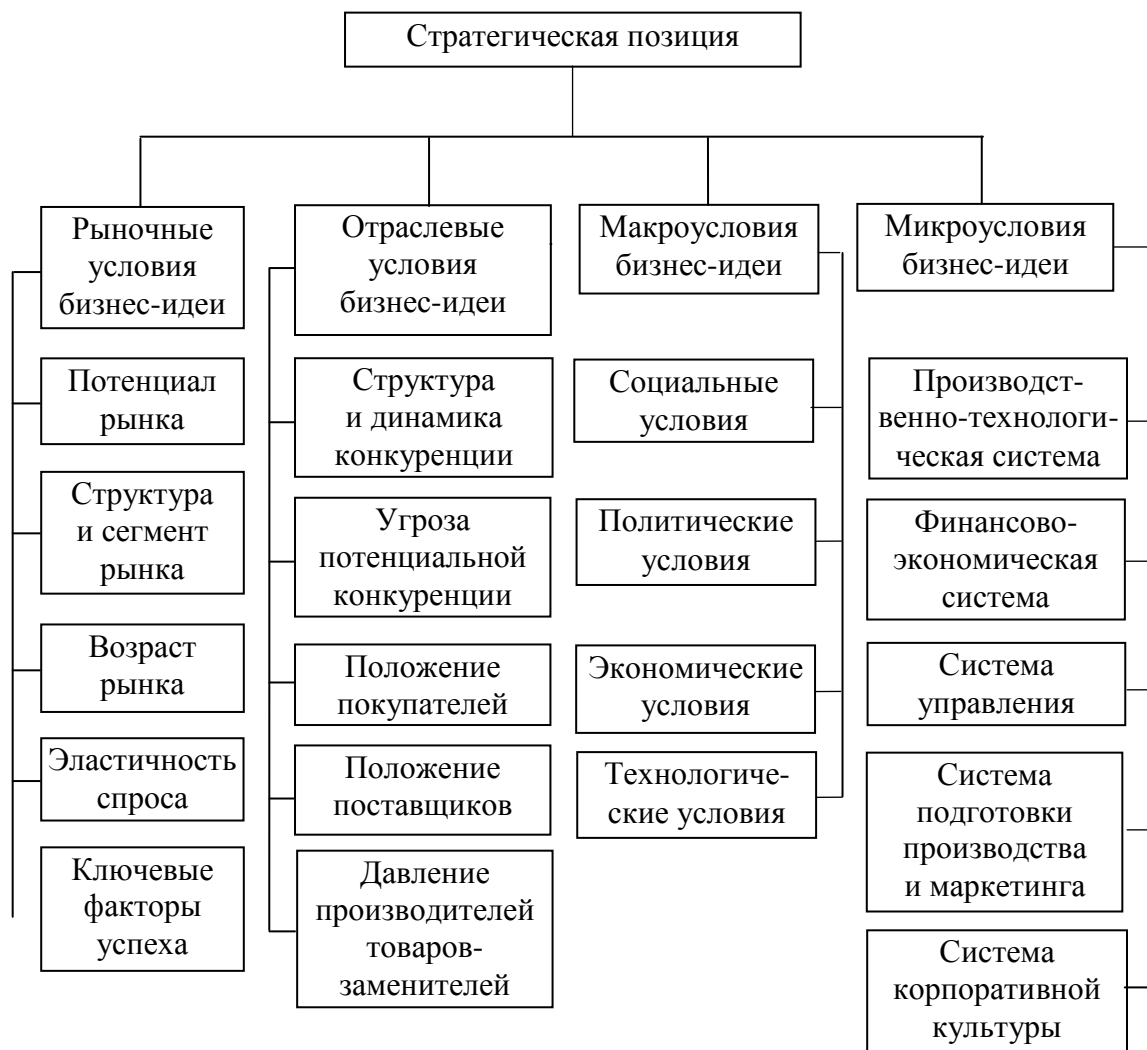 Стратегическая позиция
Рыночные
условия
бизнес-идеи
Потенциал
рынка
Структура
и сегмент
рынка
Возраст
рынка
Эластичность
спроса
Ключевые
факторы
успеха
Отраслевые
условия
бизнес-идеи
Структура
и динамика
конкуренции
Угроза
потенциальной
конкуренции
Положение
покупателей
Положение
поставщиков
Давление
производителей
товаров-
заменителей
Макроусловия
бизнес-идеи
Социальные
условия
Политические
условия
Экономические
условия
Технологиче-
ские условия
Микроусловия
бизнес-идеи
Производст-
венно-технологи-
ческая система
Финансово-
экономическая
система
Система
управления
Система
подготовки
производства
и маркетинга
Система
корпоративной
культуры